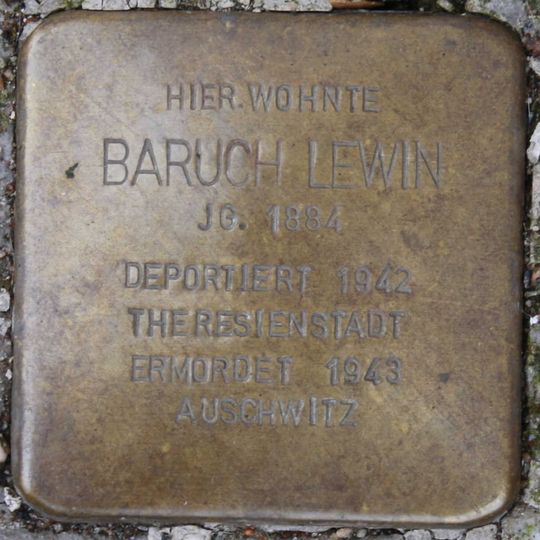 HIER WOHNTE
BARUCH LEWIN
JG. 1884
DEPORTIERT 1942
THERESIENSTADT
ERMORDET 1943
AUSCHWITZ